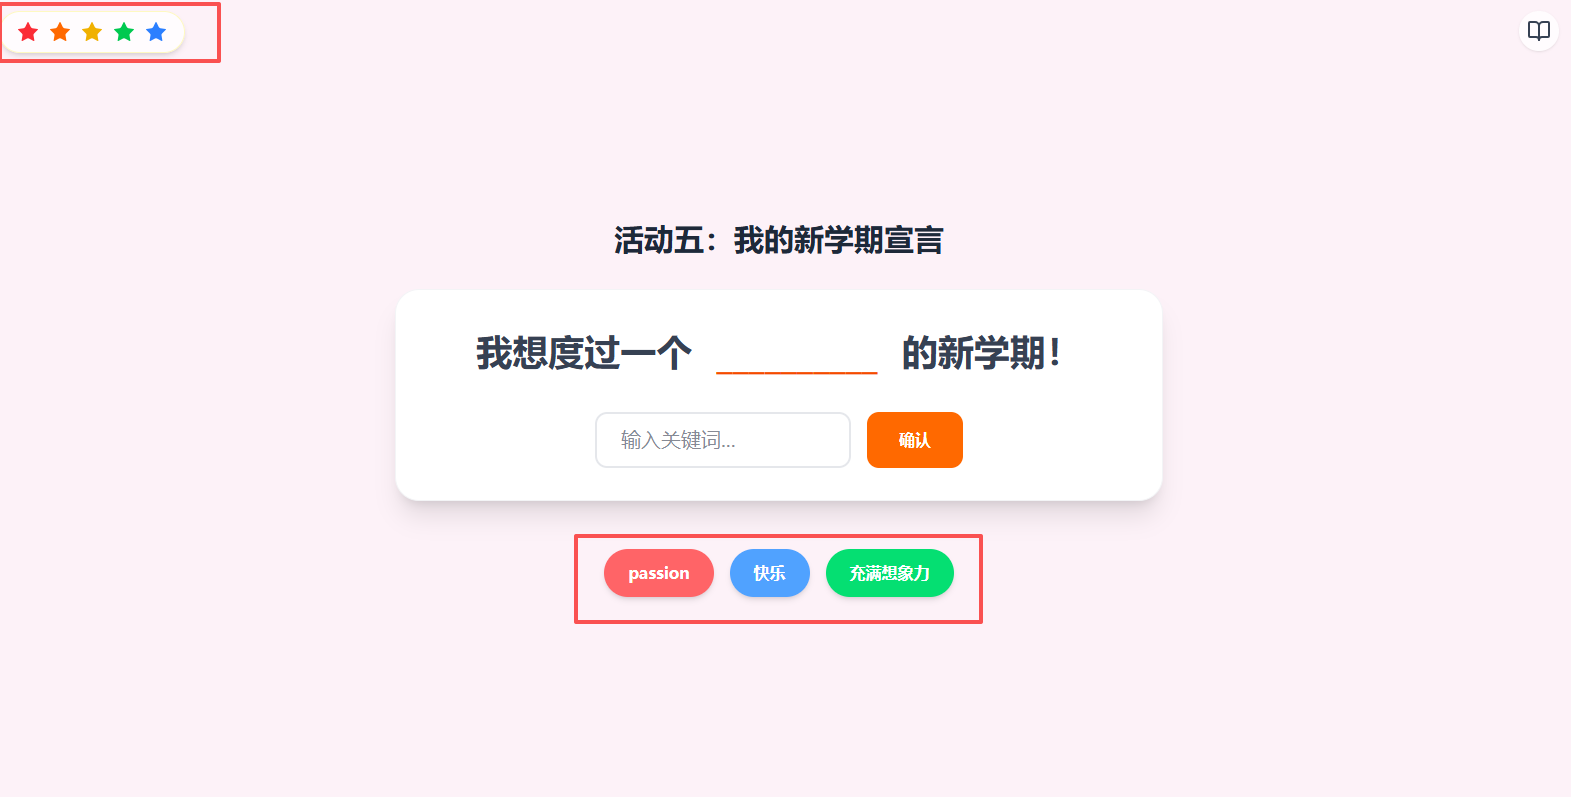 活动五：我的新学期宣言
我想度过一个 __________ 的新学期！
输入关键词...
确认
passion
快乐
充满想象力